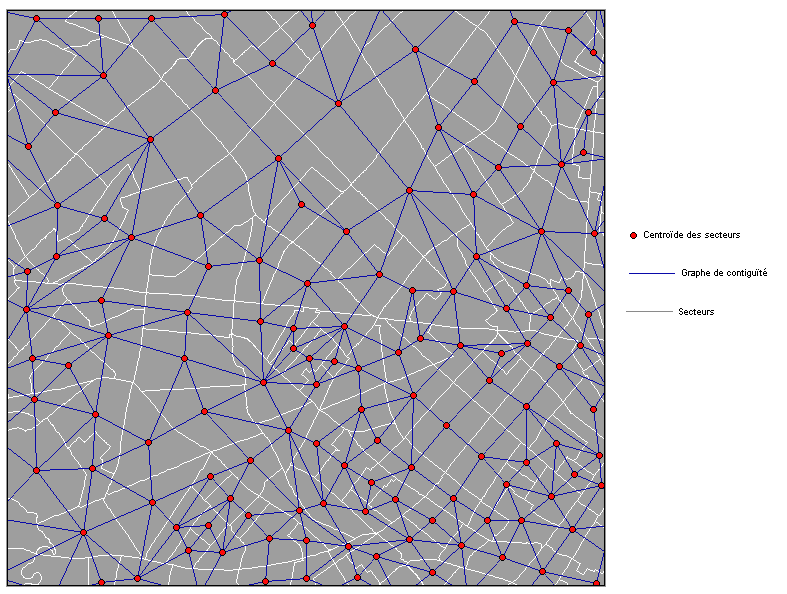 Centroïde des secteurs
Graphe de contiguïté
Secteurs